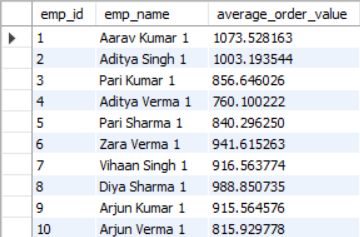 emp_id emp_name average_order_value
1 Aarav Kumar 1 1073.528163
2 Aditya Singh 1 1003.193544
3 Pari Kumar 1 856.646026
4 Aditya Verma 1 760.100222
5 Pari Sharma 1 840.296250
6 Zara Verma 1 941.615263
7 Vihaan Singh 1 916.563774
8 Diya Sharma 1 988.850735
9 Arjun Kumar 1 915.564576
10 Arjun Verma 1 815.929778